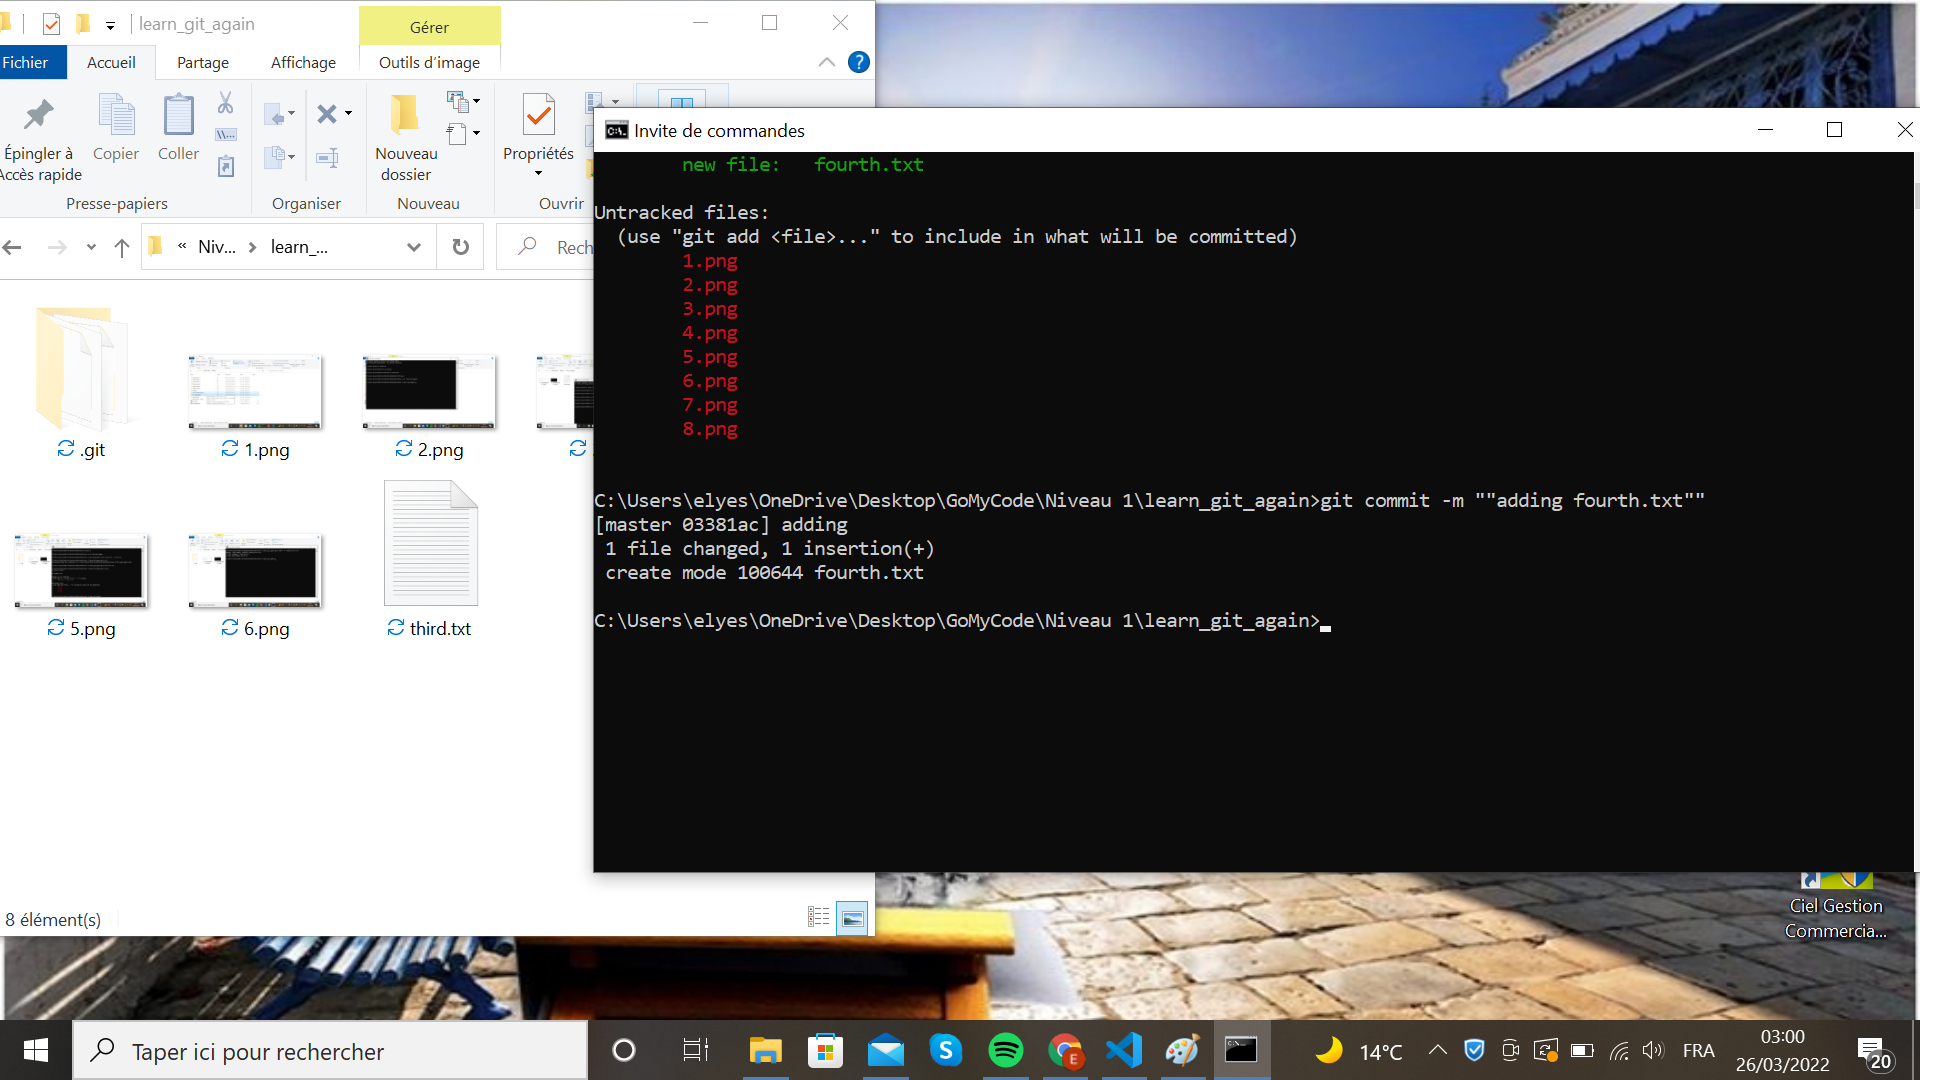 learn_git_again
Gérer
Fichier
Accueil
Partage
Affichage
Outils d'image
Épingler à
Accès rapide
Copier
Coller
Nouveau
dossier
Propriétés
Presse-papiers
Organiser
Nouveau
Ouvrir
« Niv... > learn_...
Rech
.git
1.png
2.png
5.png
6.png
third.txt
8 élément(s)
Invite de commandes
new file:   fourth.txt
Untracked files:
(use "git add <file>..." to include in what will be committed)
1.png
2.png
3.png
4.png
5.png
6.png
7.png
8.png
C:\Users\elyes\OneDrive\Desktop\GoMyCode\Niveau 1\learn_git_again>git commit -m ""adding fourth.txt""
[master 03381ac] adding
1 file changed, 1 insertion(+)
create mode 100644 fourth.txt
C:\Users\elyes\OneDrive\Desktop\GoMyCode\Niveau 1\learn_git_again>
Ciel Gestion
Commercia...
Taper ici pour rechercher
14°C
FRA
03:00
26/03/2022
20